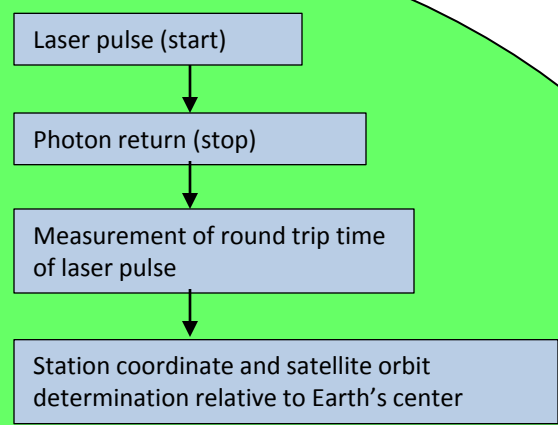 Laser pulse (start)
Photon return (stop)
Measurement of round trip time
of laser pulse
Station coordinate and satellite orbit
determination relative to Earth's center